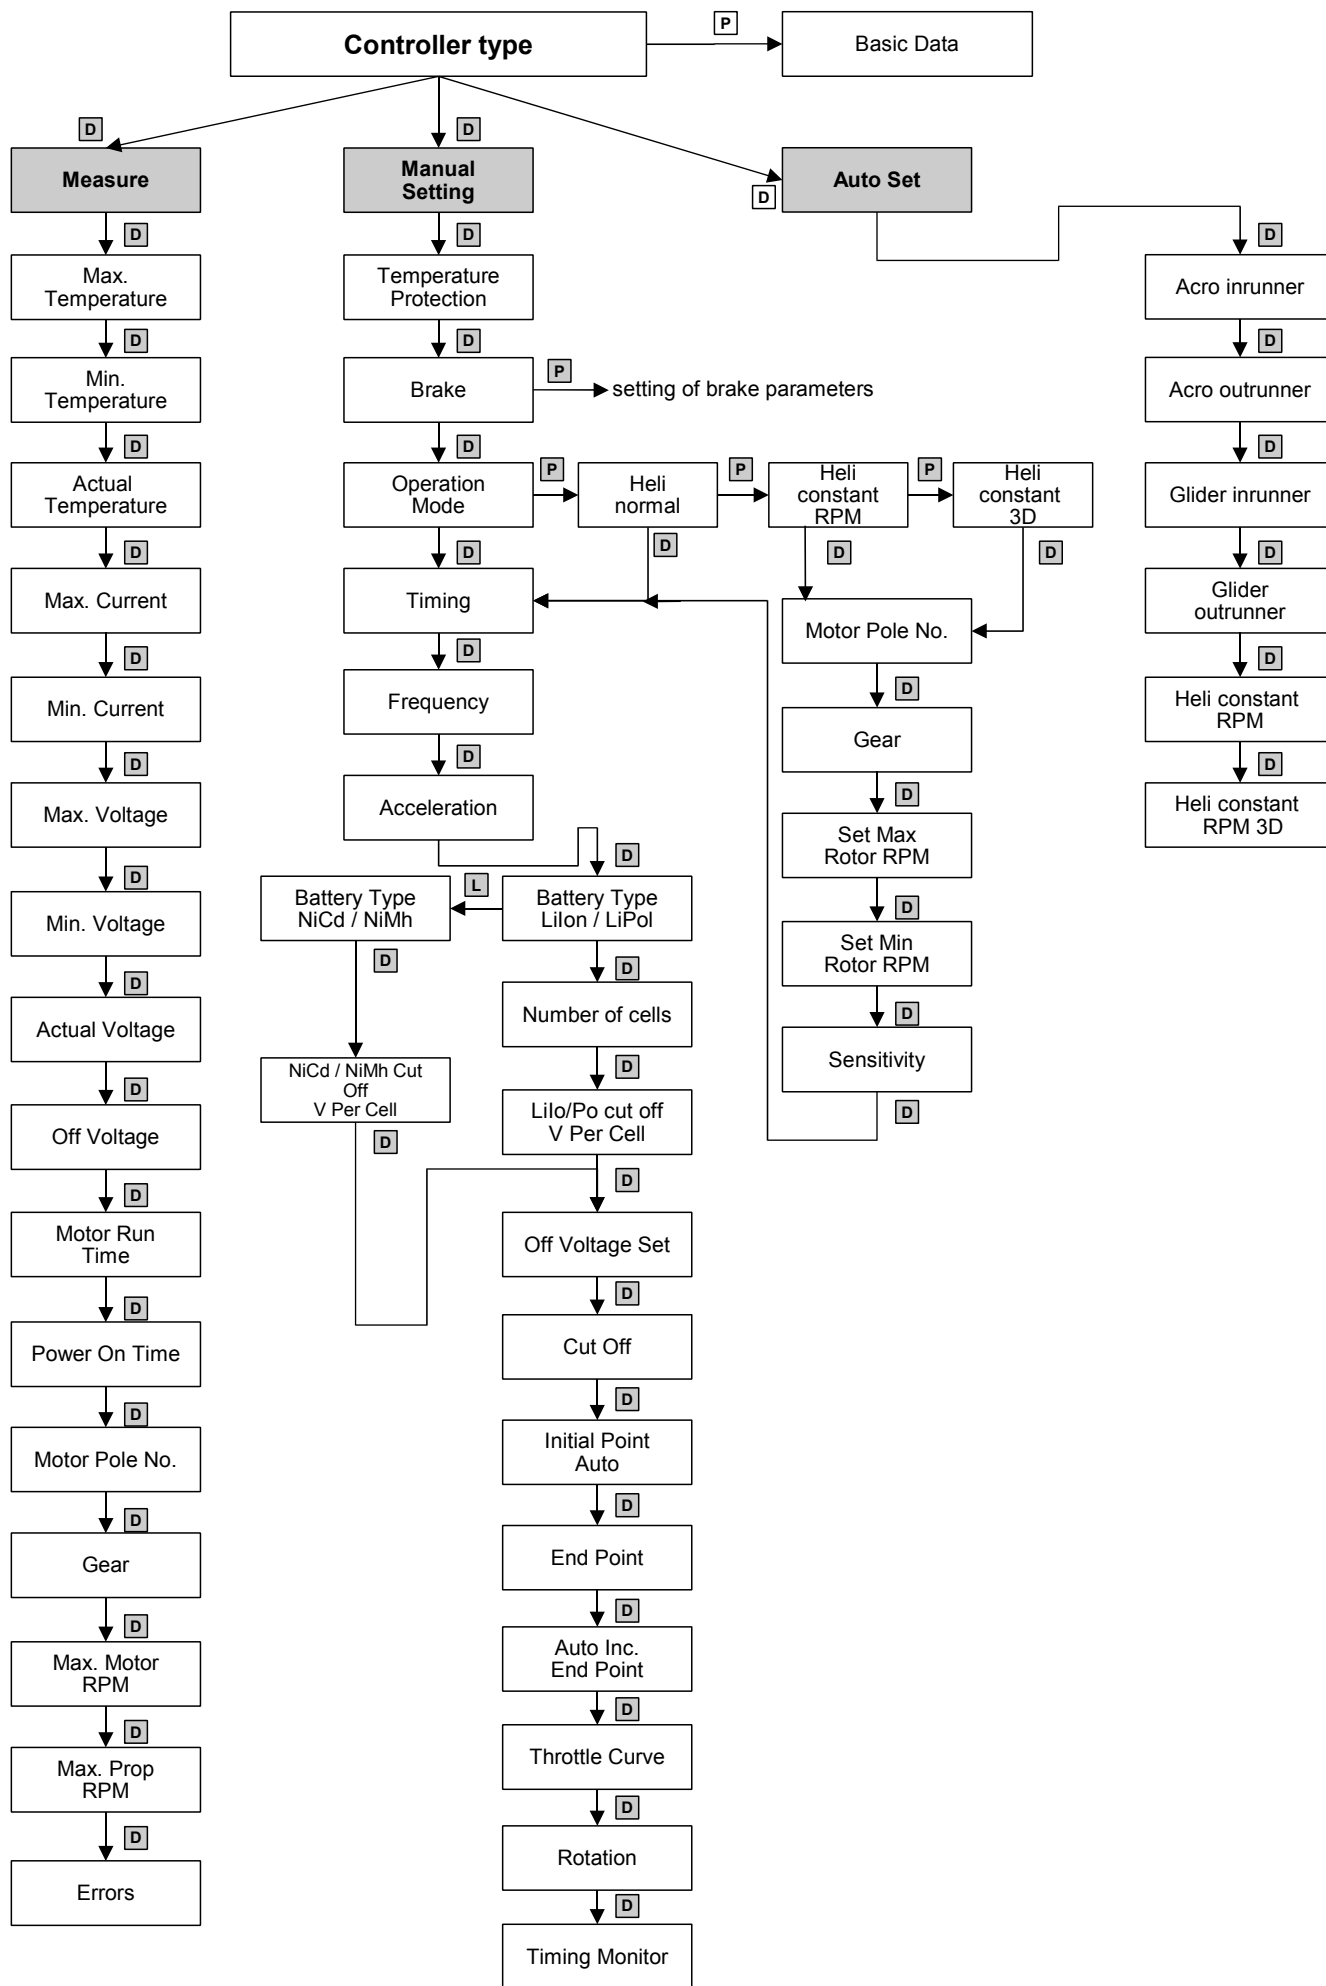 Controller type
P
Basic Data
D
D
D
Measure
Manual
Setting
Auto Set
D
D
D
Max.
Temperature
Temperature
Protection
Acro inrunner
D
D
D
Min.
Temperature
Brake
P
setting of brake parameters
Acro outrunner
D
D
D
Actual
Temperature
Operation
Mode
P
Heli
normal
P
Heli
constant
RPM
P
Heli
constant
3D
Glider inrunner
D
D
D
D
D
D
Max. Current
Timing
Motor Pole No.
Glider
outrunner
D
D
D
D
Min. Current
Frequency
Gear
Heli constant
RPM
D
D
D
D
Max. Voltage
Acceleration
Set Max
Rotor RPM
Heli constant
RPM 3D
D
L
D
D
Min. Voltage
Battery Type
NiCd / NiMh
Battery Type
LiIon / LiPol
Set Min
Rotor RPM
D
D
D
D
Actual Voltage
Number of cells
Sensitivity
D
D
D
Off Voltage
NiCd / NiMh Cut
Off
V Per Cell
LiIo/Po cut off
V Per Cell
D
D
D
Motor Run
Time
Off Voltage Set
D
D
Power On Time
Cut Off
D
D
Motor Pole No.
Initial Point
Auto
D
D
Gear
End Point
D
D
Max. Motor
RPM
Auto Inc.
End Point
D
D
Max. Prop
RPM
Throttle Curve
D
D
Errors
Rotation
D
Timing Monitor